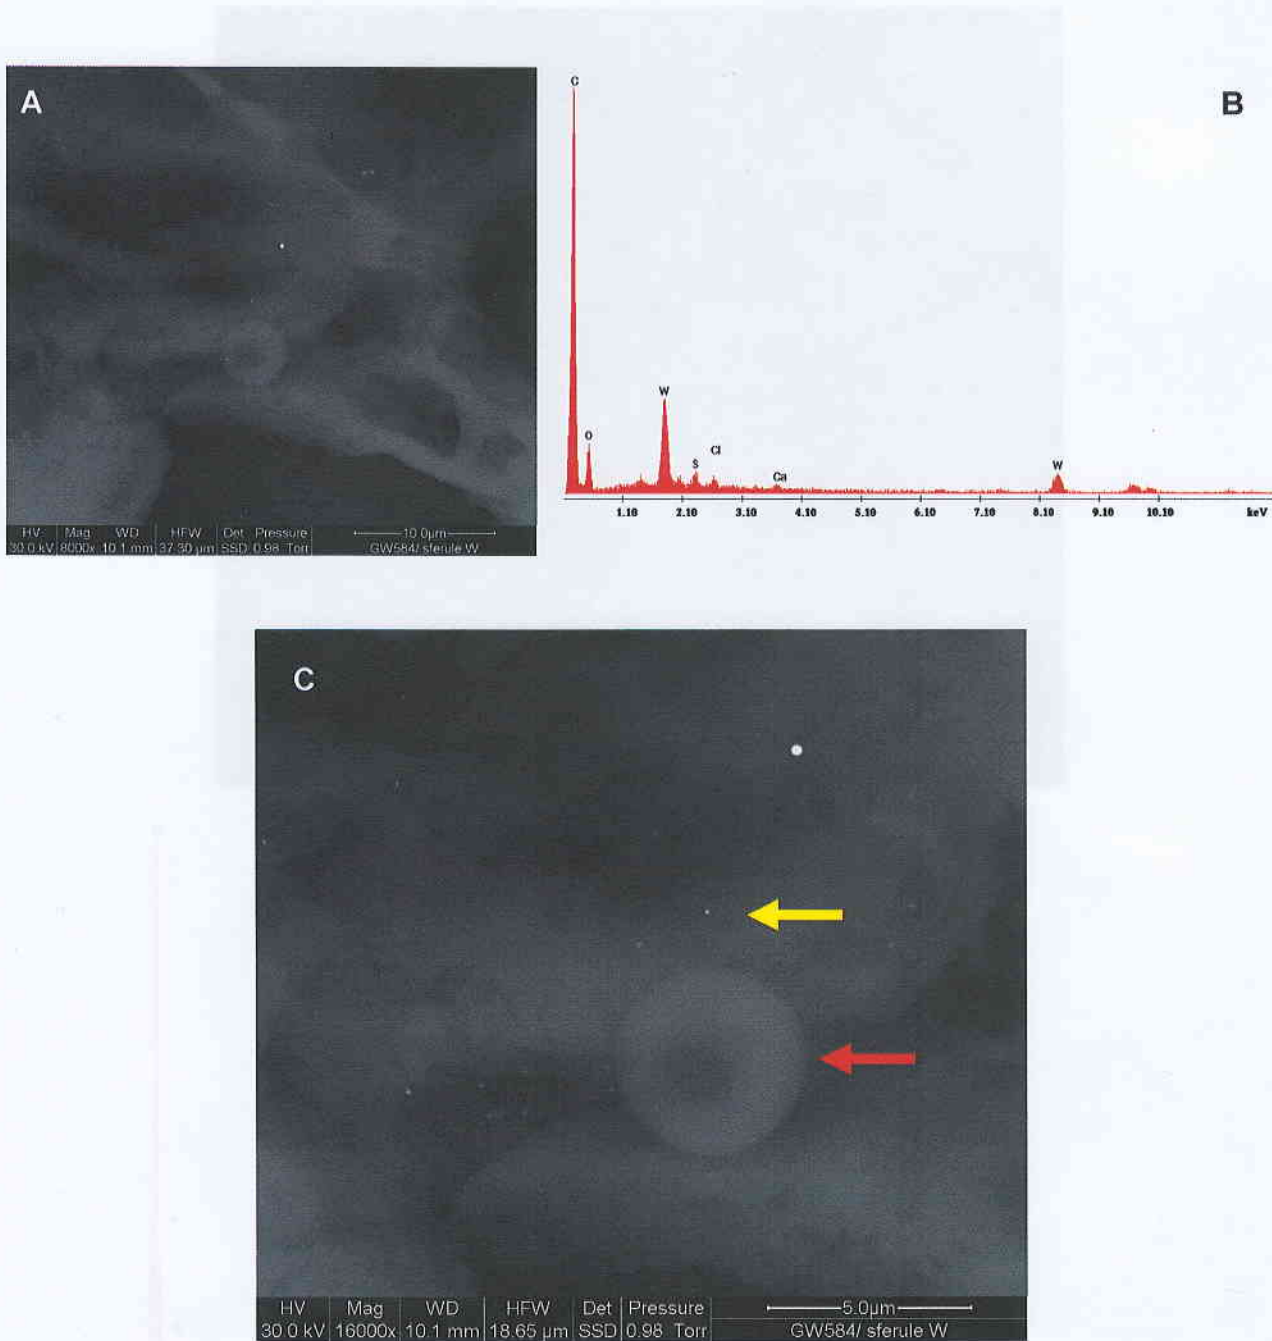 A
HV Mag WD HFW Det Pressure 10.0µm
30.0 kV 8000x 10.1 mm 37.30 µm SSD 0.98 Torr GW584/ sferule W
B
C
O
W
S
Cl
Ca
W
1.10 2.10 3.10 4.10 5.10 6.10 7.10 8.10 9.10 10.10 keV
C
HV Mag WD HFW Det Pressure 5.0µm
30.0 kV 16000x 10.1 mm 18.65 µm SSD 0.98 Torr GW584/ sferule W